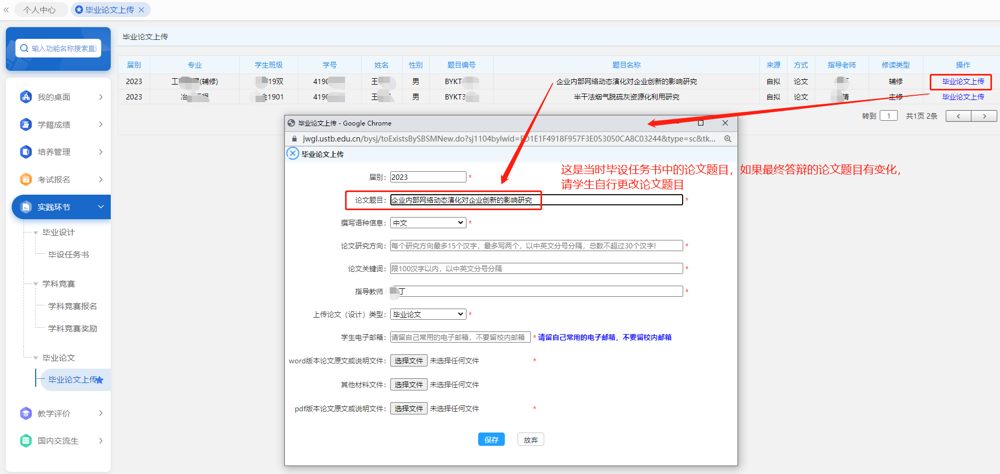 个人中心
毕业论文上传
输入功能名称搜索直达
我的桌面
学籍成绩
培养管理
考试报名
实践环节
毕业设计
毕设任务书
学科竞赛
学科竞赛报名
学科竞赛奖励
毕业论文
毕业论文上传
教学评价
国内交流生
毕业论文上传
届别 专业 学生班级 学号 姓名 性别 题目编号 题目名称 来源 方式 指导老师 修读类型 操作
2023 工 (辅修) 19双 4190 王 男 BYKT 企业内部网络动态演化对企业创新的影响研究 自拟 论文 辅修 毕业论文上传
2023 冶 程 金1901 4190 王 男 BYKT3 半干法烟气脱硫灰资源化利用研究 自拟 论文 婧 主修 毕业论文上传
转到 1 共1页 2条
毕业论文上传 - Google Chrome
jwgl.ustb.edu.cn/bysj/toExistsBySBSMNew.do?sj1104bylwid=FD1E1F4918F957F3E053050CA8C03244&type=sc&tk...
毕业论文上传
届别: 2023 *
这是当时毕设任务书中的论文题目，如果最终答辩的论文题目有变化，
请学生自行更改论文题目
论文题目: 企业内部网络动态演化对企业创新的影响研究 *
撰写语种信息: 中文 *
论文研究方向: 每个研究方向最多15个汉字，最多写两个，以中英文分号分隔，总数不超过30个汉字! *
论文关键词: 限100汉字以内，以中英文分号分隔 *
指导教师 丁 *
上传论文（设计）类型: 毕业论文 *
学生电子邮箱: 请留自己常用的电子邮箱，不要留校内邮箱 * 请留自己常用的电子邮箱，不要留校内邮箱
word版本论文原文或说明文件: 选择文件 未选择任何文件 *
其他材料文件: 选择文件 未选择任何文件
pdf版本论文原文或说明文件: 选择文件 未选择任何文件 *
保存 放弃